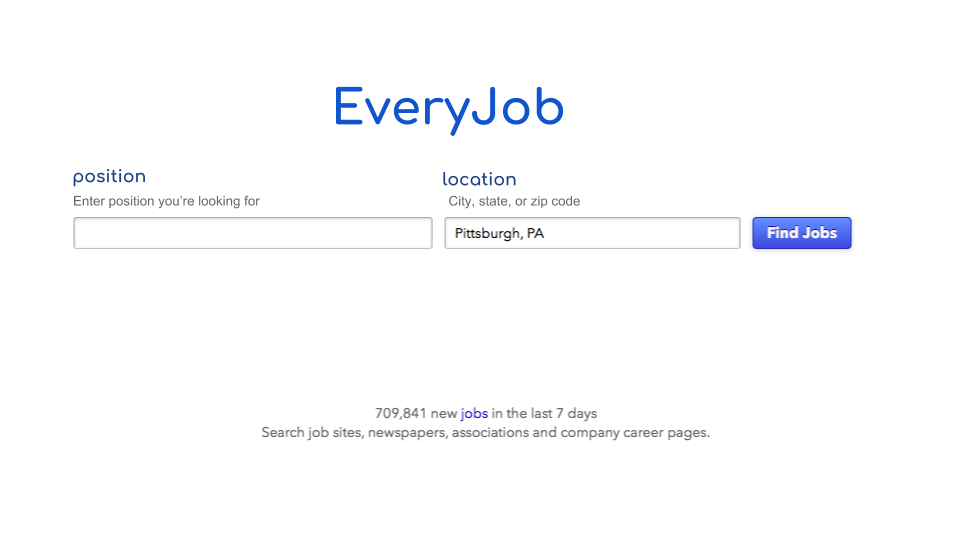 EveryJob
position
Enter position you’re looking for
location
City, state, or zip code
Pittsburgh, PA
Find Jobs
709,841 new jobs in the last 7 days
Search job sites, newspapers, associations and company career pages.